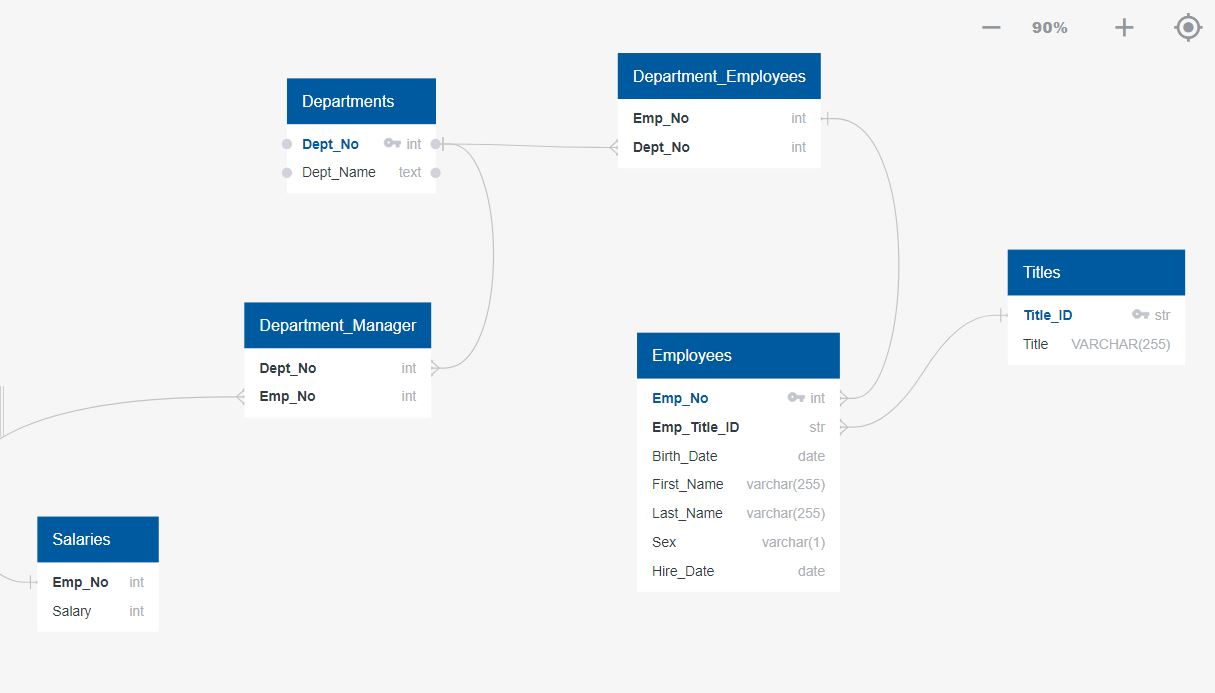 90%
Department_Employees
Emp_No int
Dept_No int
Departments
Dept_No int
Dept_Name text
Titles
Title_ID str
Title VARCHAR(255)
Department_Manager
Dept_No int
Emp_No int
Employees
Emp_No int
Emp_Title_ID str
Birth_Date date
First_Name varchar(255)
Last_Name varchar(255)
Sex varchar(1)
Hire_Date date
Salaries
Emp_No int
Salary int